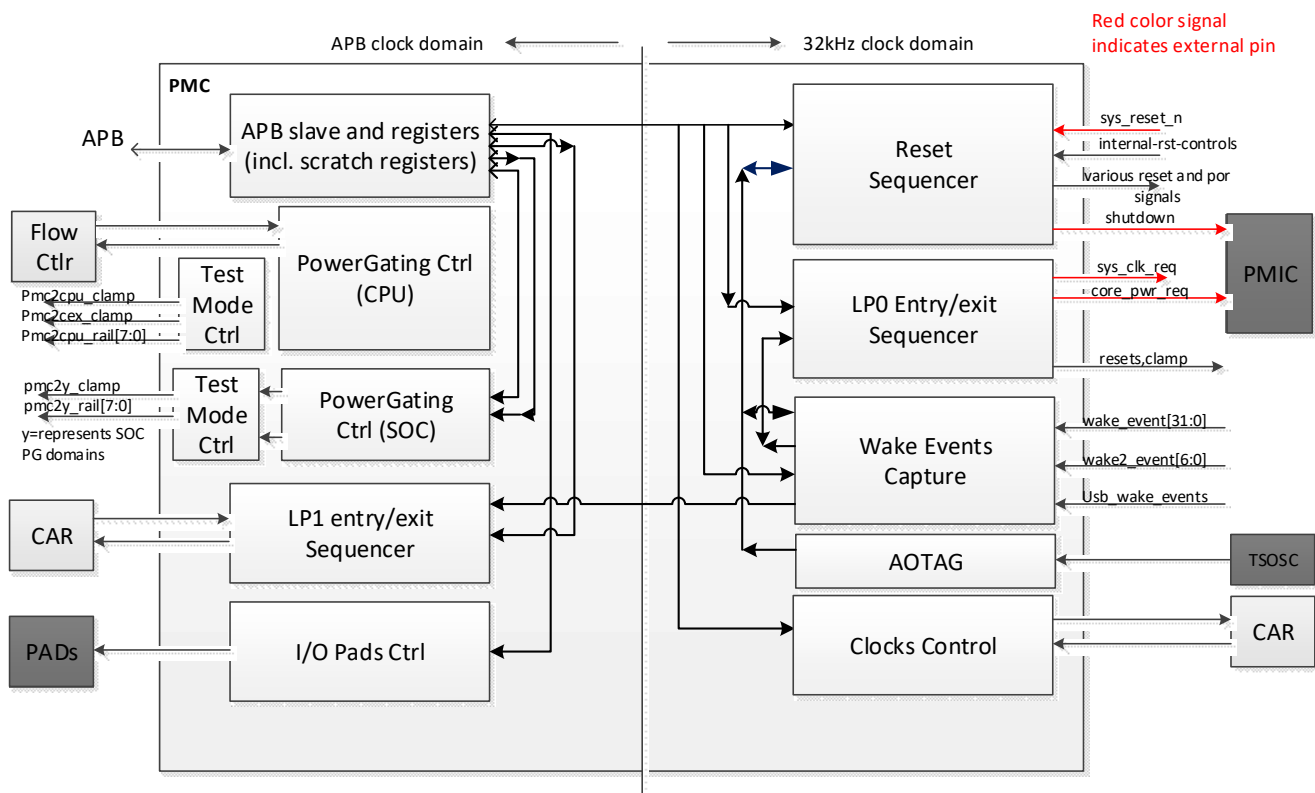 Red color signal
indicates external pin
APB clock domain
32kHz clock domain
PMC
APB
APB slave and registers
(incl. scratch registers)
Flow
Ctlr
PowerGating Ctrl
(CPU)
Test
Mode
Ctrl
Pmc2cpu_clamp
Pmc2cex_clamp
Pmc2cpu_rail[7:0]
pmc2y_clamp
pmc2y_rail[7:0]
y=represents SOC
PG domains
Test
Mode
Ctrl
PowerGating
Ctrl (SOC)
CAR
LP1 entry/exit
Sequencer
PADs
I/O Pads Ctrl
Reset
Sequencer
sys_reset_n
internal-rst-controls
various reset and por
signals
shutdown
PMIC
LP0 Entry/exit
Sequencer
sys_clk_req
core_pwr_req
resets,clamp
Wake Events
Capture
wake_event[31:0]
wake2_event[6:0]
Usb_wake_events
AOTAG
TSOSC
Clocks Control
CAR